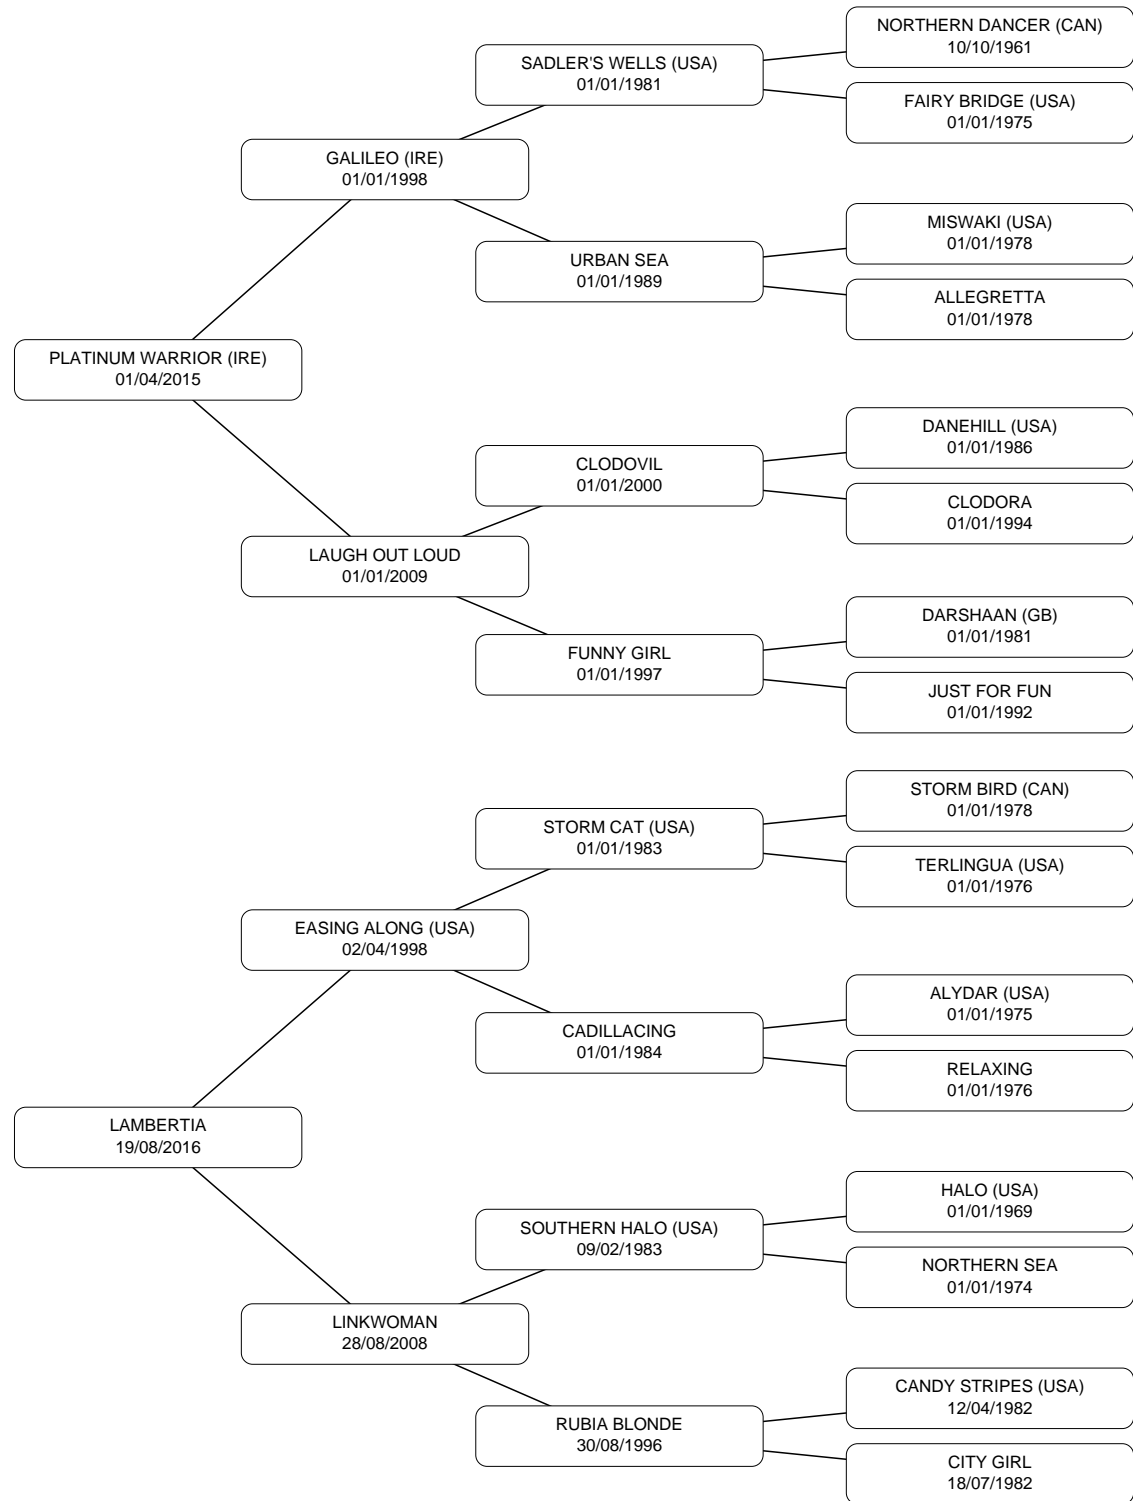 NORTHERN DANCER (CAN)
10/10/1961
SADLER'S WELLS (USA)
01/01/1981
FAIRY BRIDGE (USA)
01/01/1975
GALILEO (IRE)
01/01/1998
MISWAKI (USA)
01/01/1978
URBAN SEA
01/01/1989
ALLEGRETTA
01/01/1978
PLATINUM WARRIOR (IRE)
01/04/2015
DANEHILL (USA)
01/01/1986
CLODOVIL
01/01/2000
CLODORA
01/01/1994
LAUGH OUT LOUD
01/01/2009
DARSHAAN (GB)
01/01/1981
FUNNY GIRL
01/01/1997
JUST FOR FUN
01/01/1992
STORM BIRD (CAN)
01/01/1978
STORM CAT (USA)
01/01/1983
TERLINGUA (USA)
01/01/1976
EASING ALONG (USA)
02/04/1998
ALYDAR (USA)
01/01/1975
CADILLACING
01/01/1984
RELAXING
01/01/1976
LAMBERTIA
19/08/2016
HALO (USA)
01/01/1969
SOUTHERN HALO (USA)
09/02/1983
NORTHERN SEA
01/01/1974
LINKWOMAN
28/08/2008
CANDY STRIPES (USA)
12/04/1982
RUBIA BLONDE
30/08/1996
CITY GIRL
18/07/1982